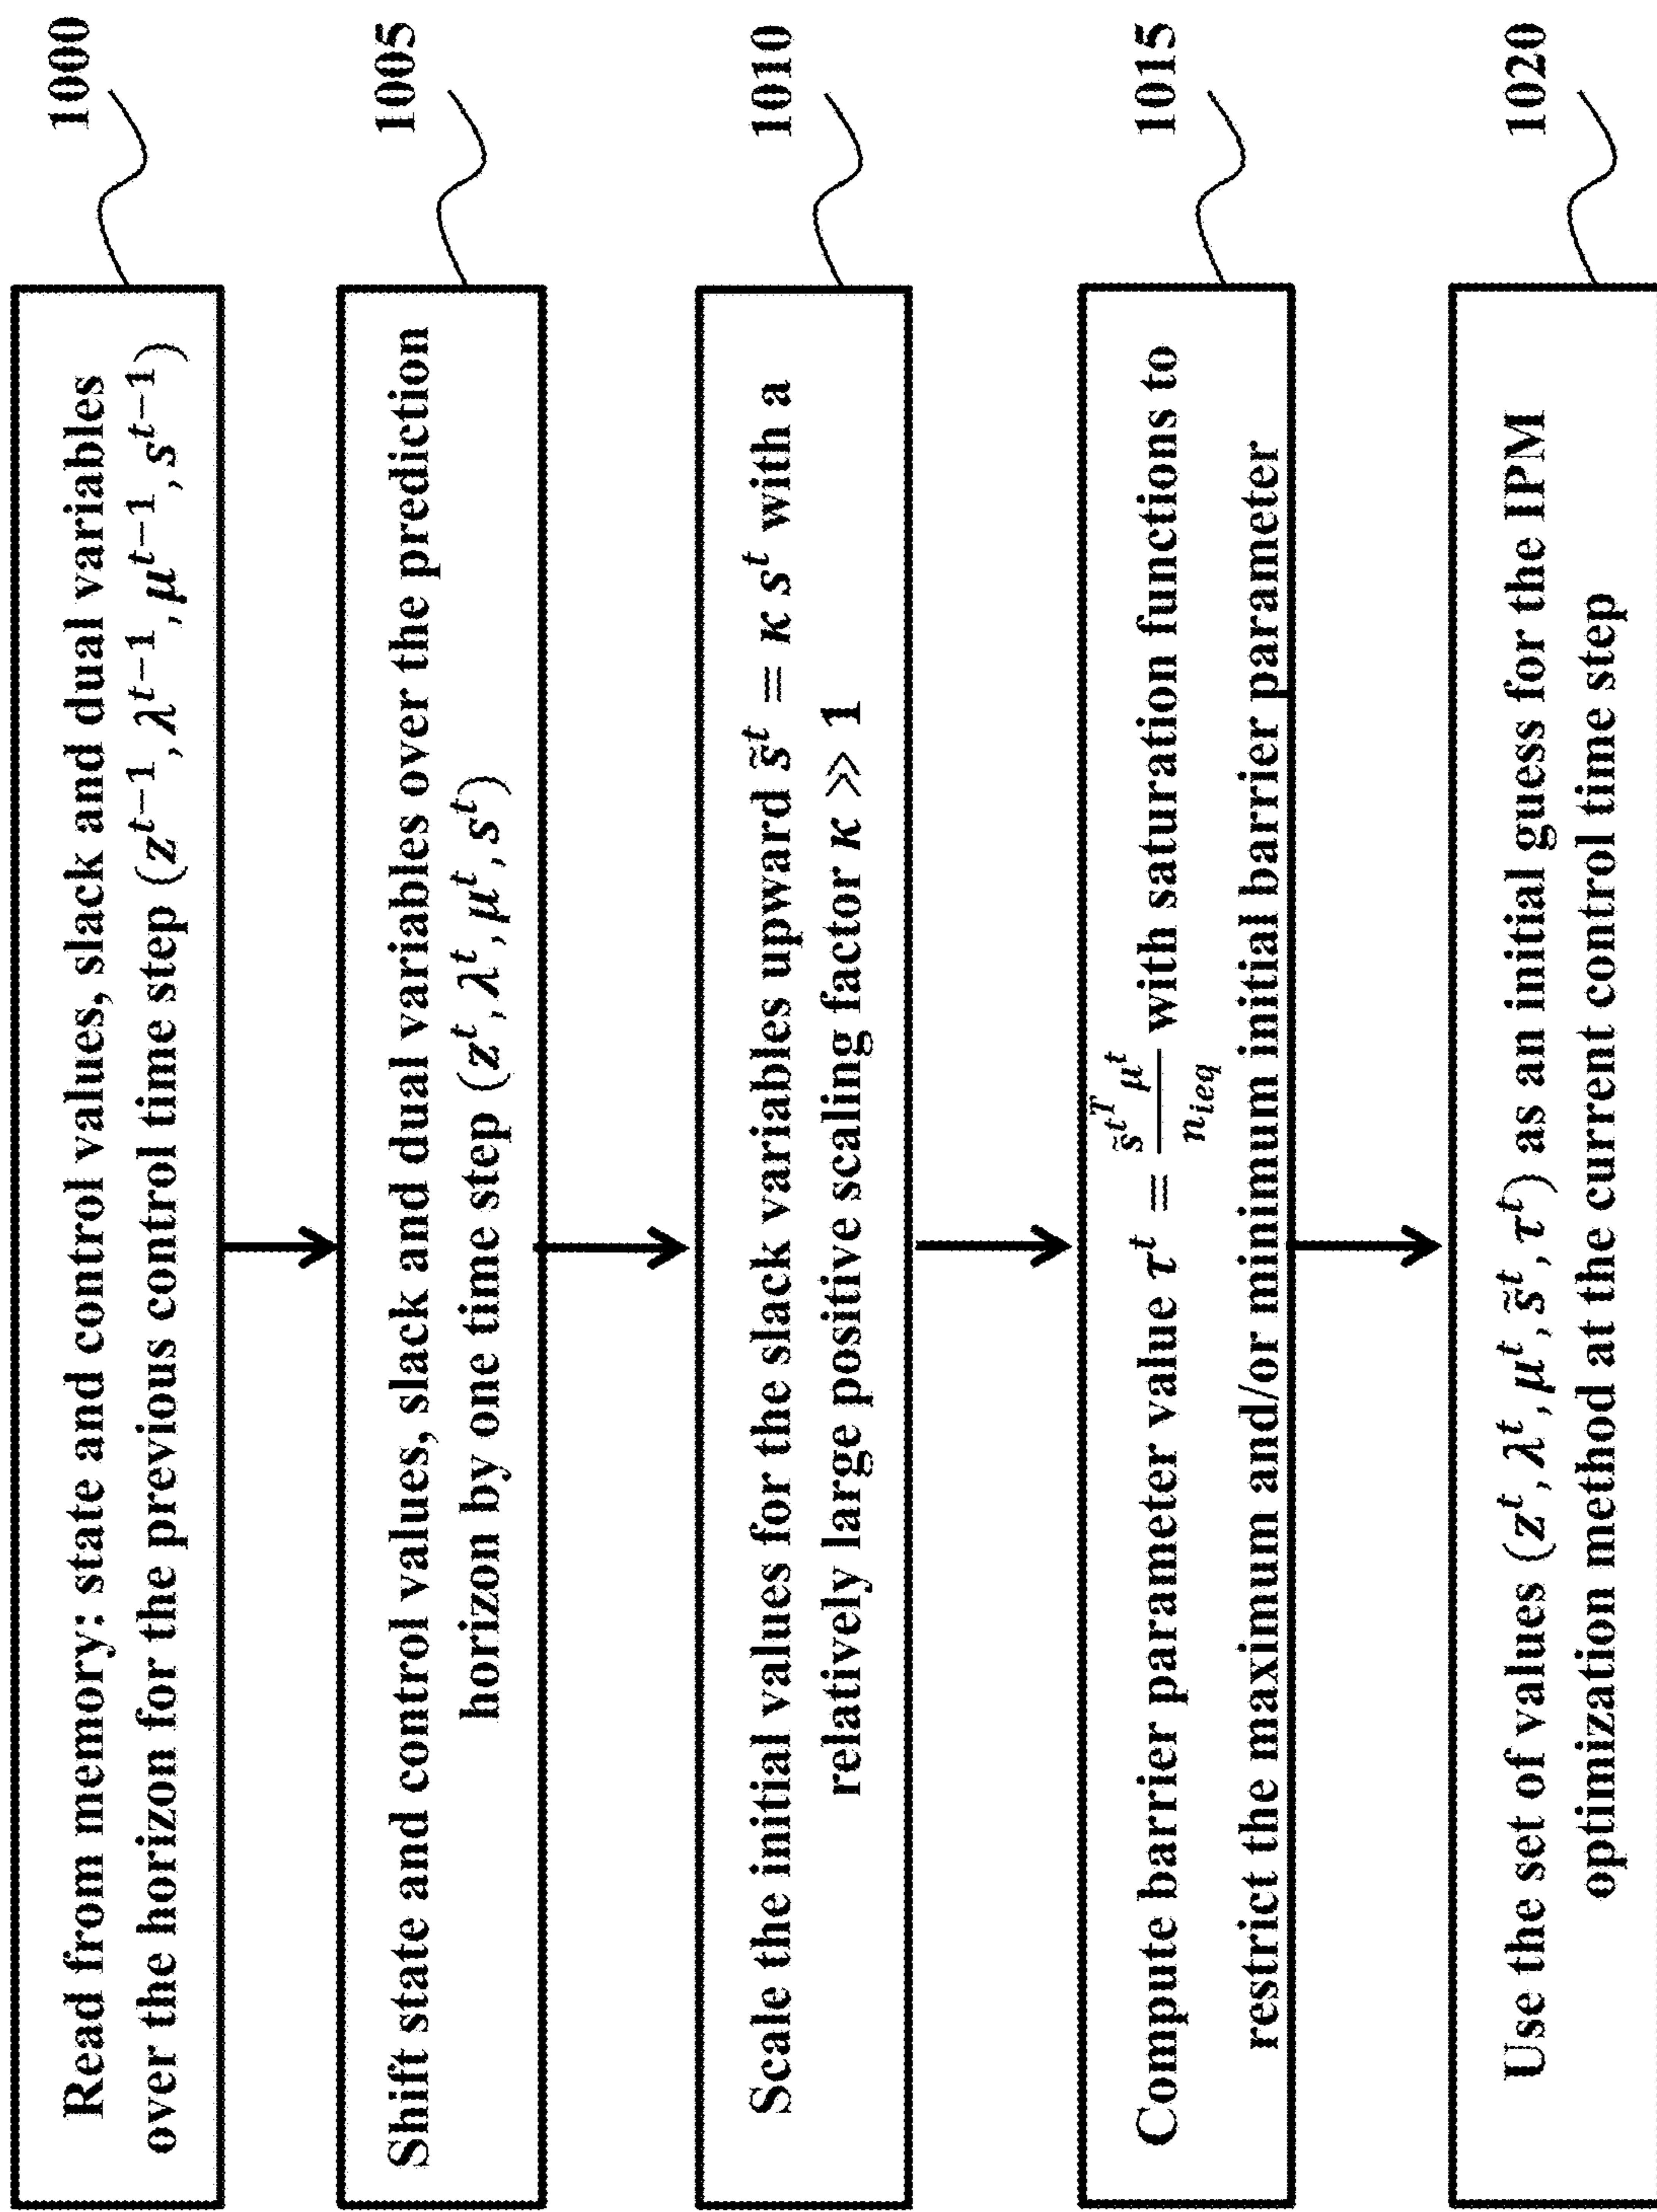 Read from memory: state and control values, slack and dual variables
over the horizon for the previous control time step (z^{t−1}, λ^{t−1}, μ^{t−1}, s^{t−1})
1000
Shift state and control values, slack and dual variables over the prediction
horizon by one time step (z^t, λ^t, μ^t, s^t)
1005
Scale the initial values for the slack variables upward s̃^t = κ s^t with a
relatively large positive scaling factor κ ≫ 1
1010
Compute barrier parameter value τ^t = \frac{s̃^{t^T} μ^t}{n_{ieq}} with saturation functions to
restrict the maximum and/or minimum initial barrier parameter
1015
Use the set of values (z^t, λ^t, μ^t, s̃^t, τ^t) as an initial guess for the IPM
optimization method at the current control time step
1020